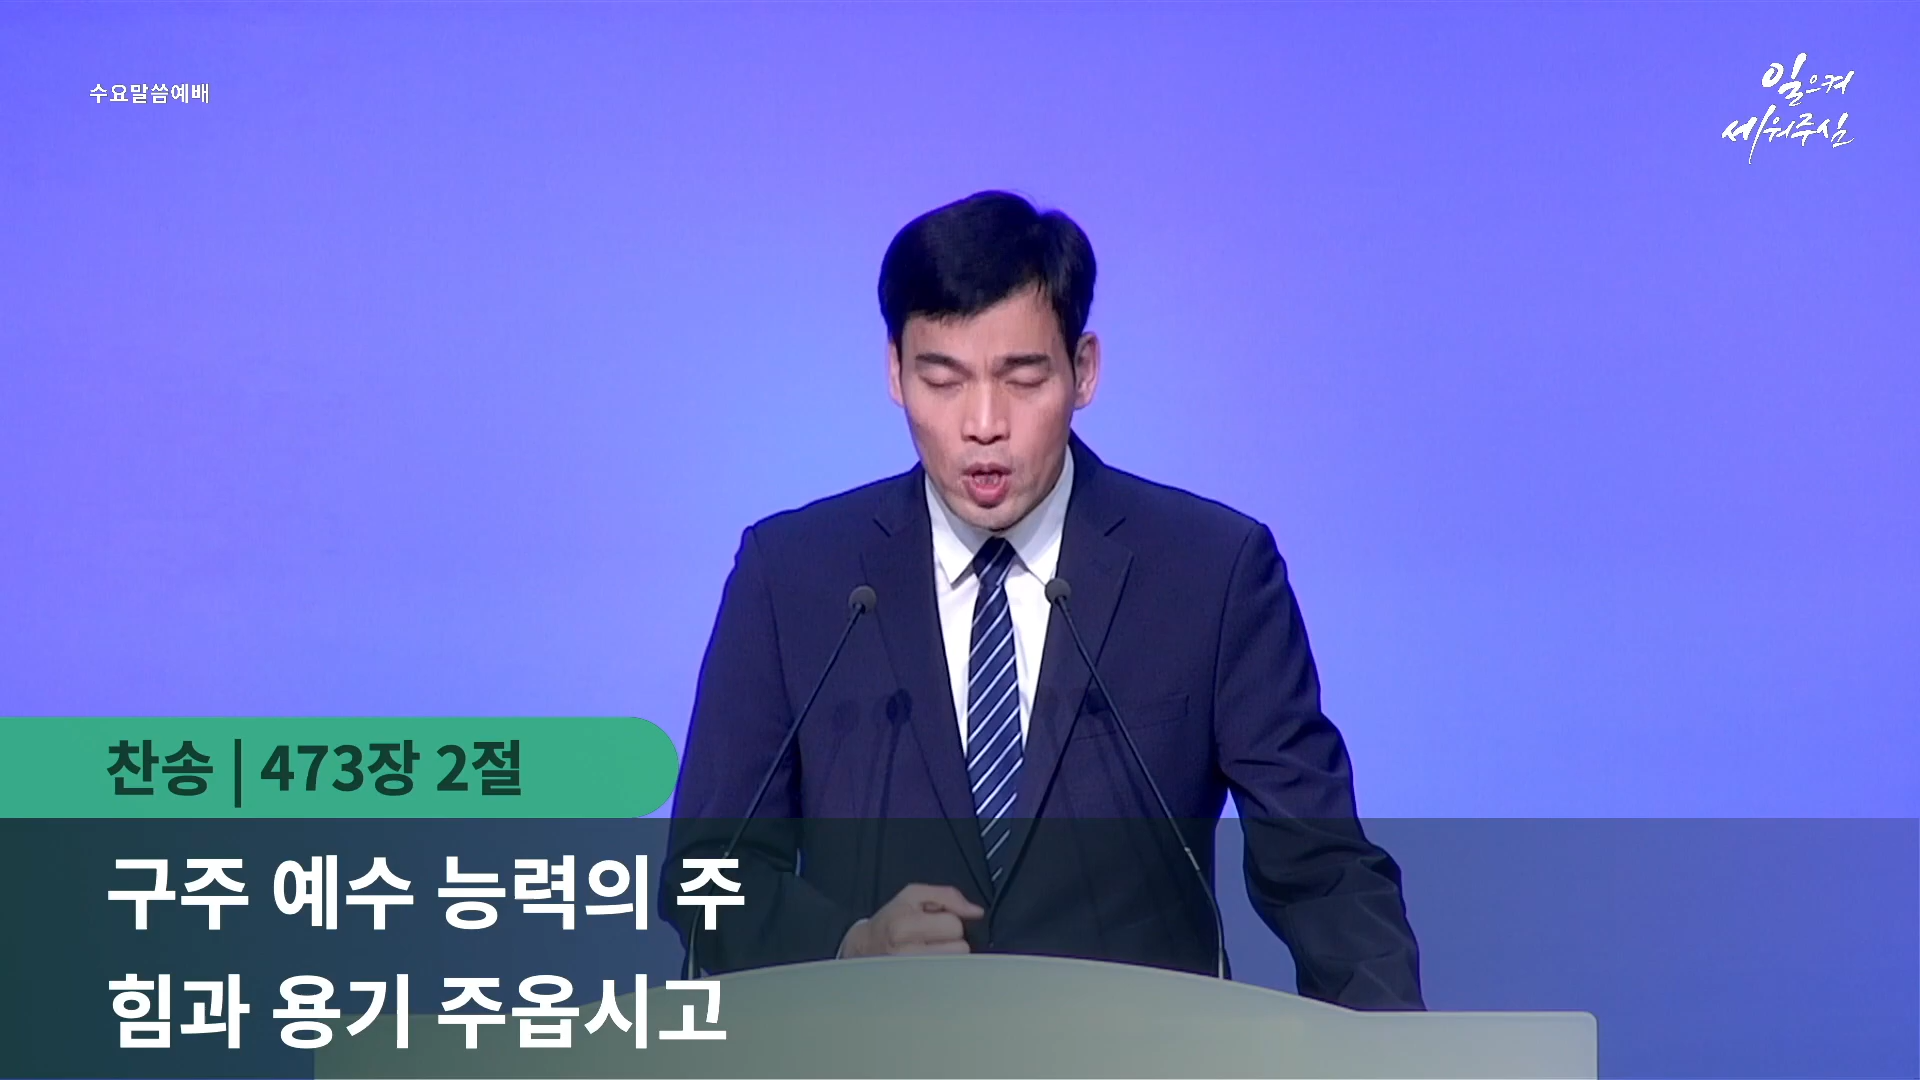 수요말씀예배
일으켜
세워주심
찬송 | 473장 2절
구주 예수 능력의 주
힘과 용기 주옵시고